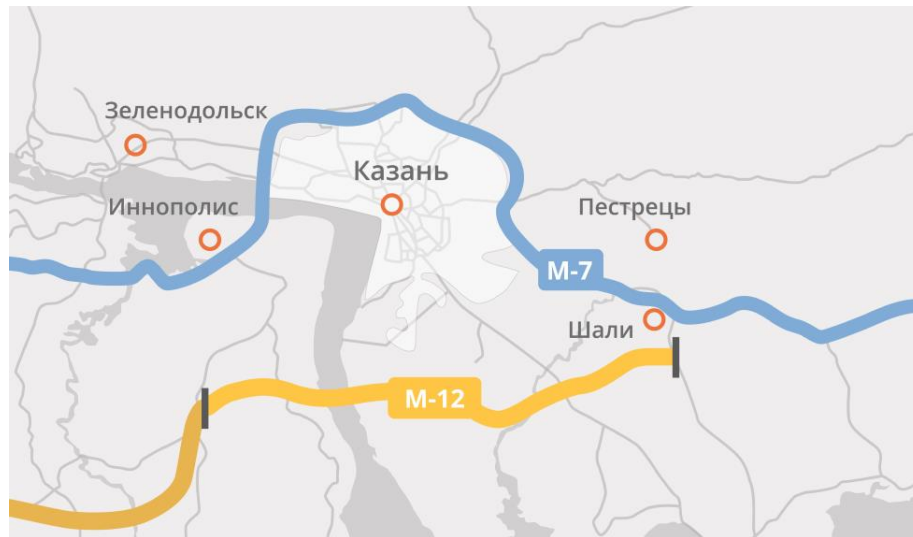 Зеленодольск
Казань
Иннополис
Пестрецы
М-7
Шали
М-12